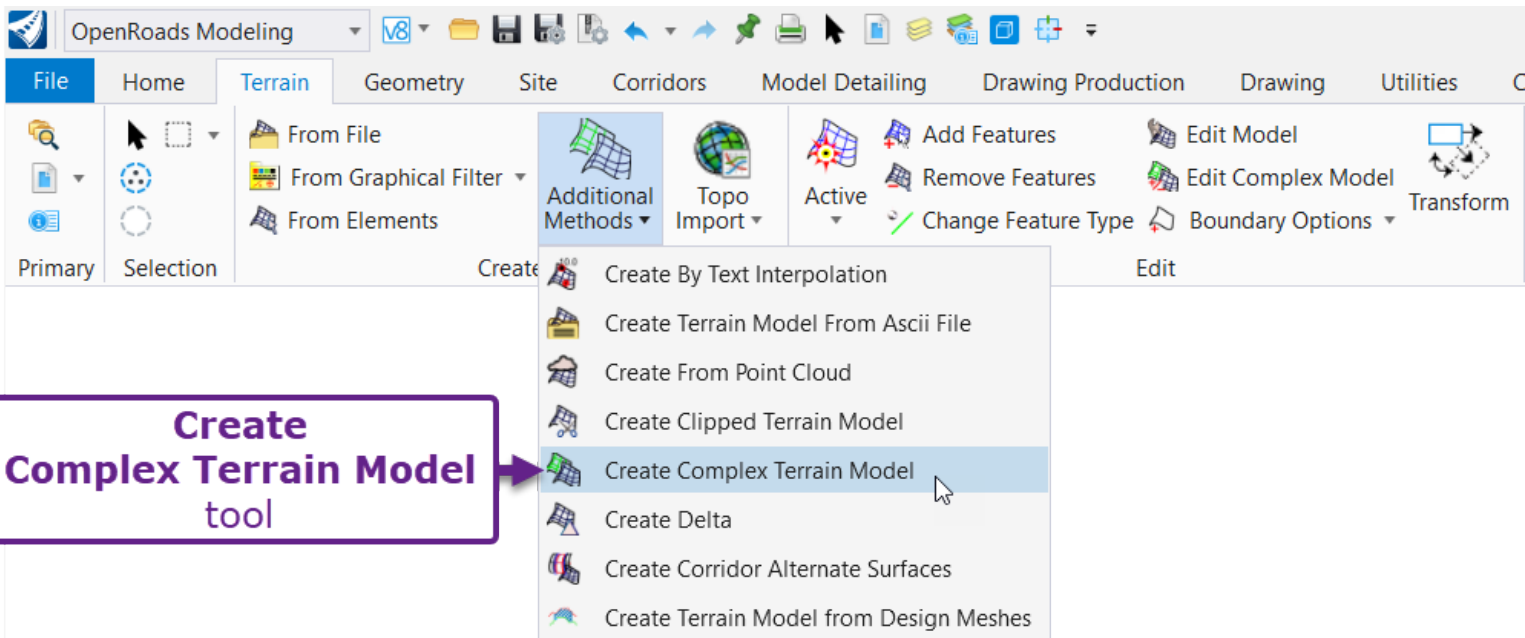 OpenRoads Modeling
V8
File Home Terrain Geometry Site Corridors Model Detailing Drawing Production Drawing Utilities
From File
From Graphical Filter
From Elements
Additional
Methods
Topo
Import
Active
Add Features
Remove Features
Change Feature Type
Edit Model
Edit Complex Model
Boundary Options
Transform
Primary Selection Create Edit
10.0
Create By Text Interpolation
Create Terrain Model From Ascii File
Create From Point Cloud
Create Clipped Terrain Model
Create Complex Terrain Model
Create Delta
Create Corridor Alternate Surfaces
Create Terrain Model from Design Meshes
Create
Complex Terrain Model
tool